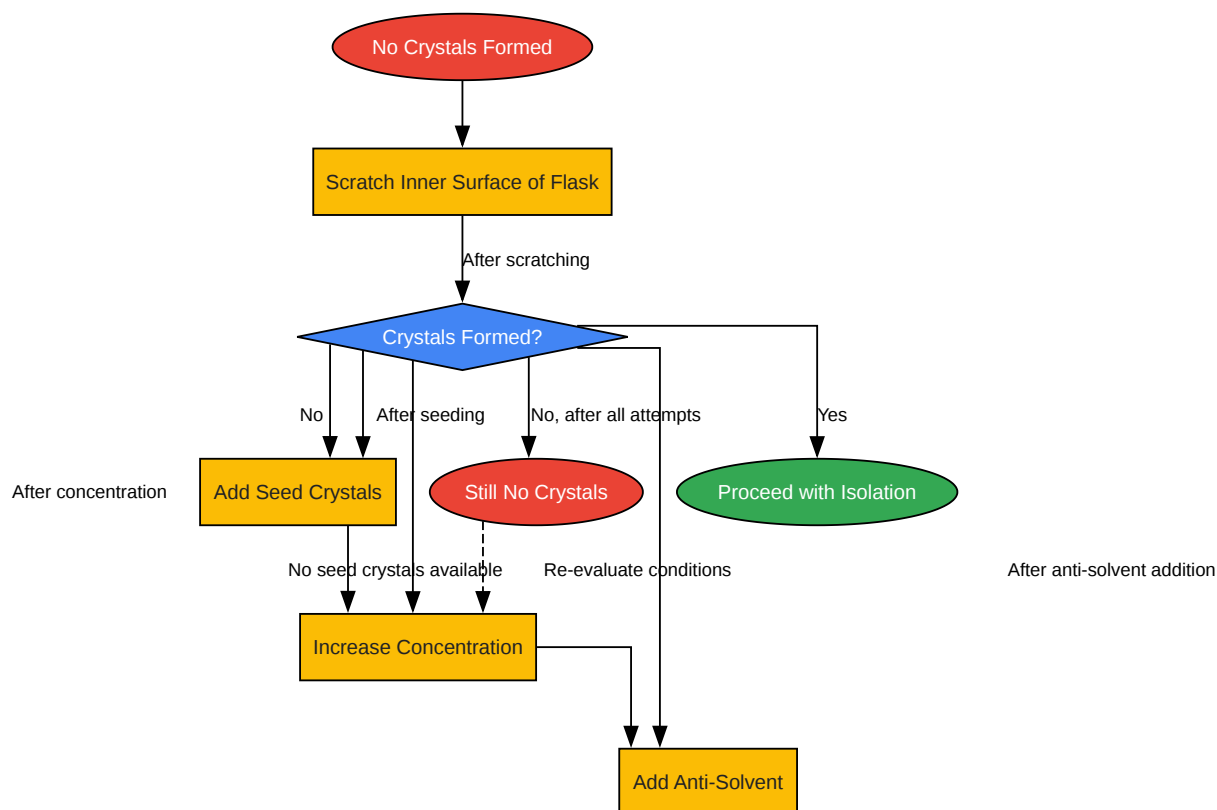 No Crystals Formed
Scratch Inner Surface of Flask
After scratching
Crystals Formed?
No
After seeding
No, after all attempts
Yes
After concentration
Add Seed Crystals
Still No Crystals
Proceed with Isolation
No seed crystals available
Re-evaluate conditions
After anti-solvent addition
Increase Concentration
Add Anti-Solvent